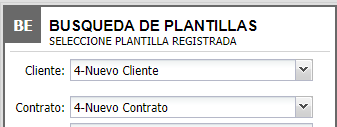 BE BUSQUEDA DE PLANTILLAS
SELECCIONE PLANTILLA REGISTRADA
Cliente: 4-Nuevo Cliente
Contrato: 4-Nuevo Contrato